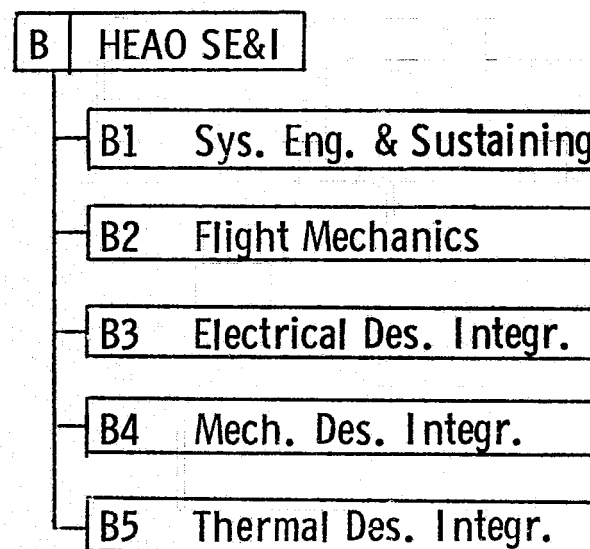 B HEAO SE&I
B1 Sys. Eng. & Sustaining
B2 Flight Mechanics
B3 Electrical Des. Integr.
B4 Mech. Des. Integr.
B5 Thermal Des. Integr.